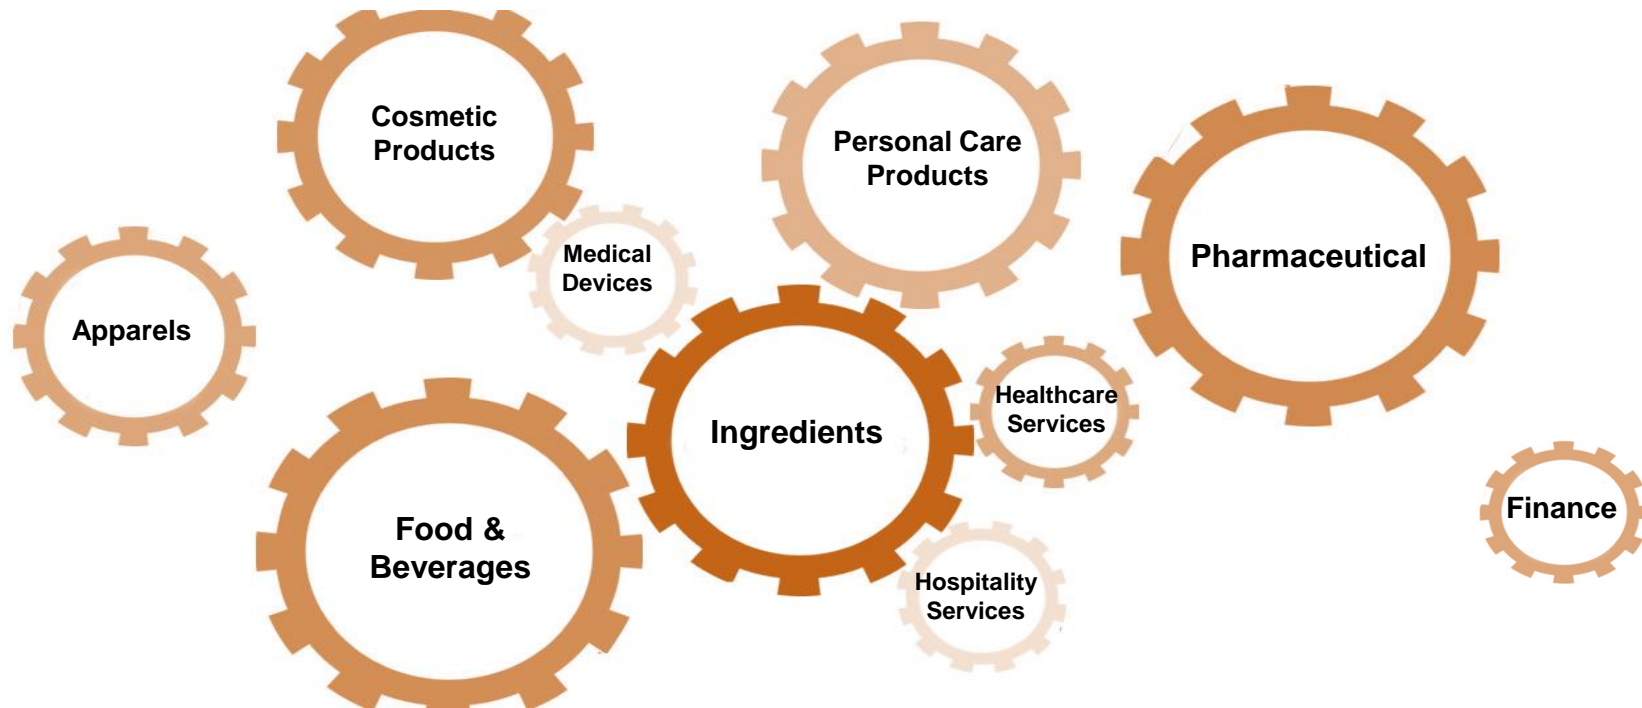 Cosmetic
Products
Personal Care
Products
Pharmaceutical
Medical
Devices
Apparels
Ingredients
Healthcare
Services
Food &
Beverages
Finance
Hospitality
Services